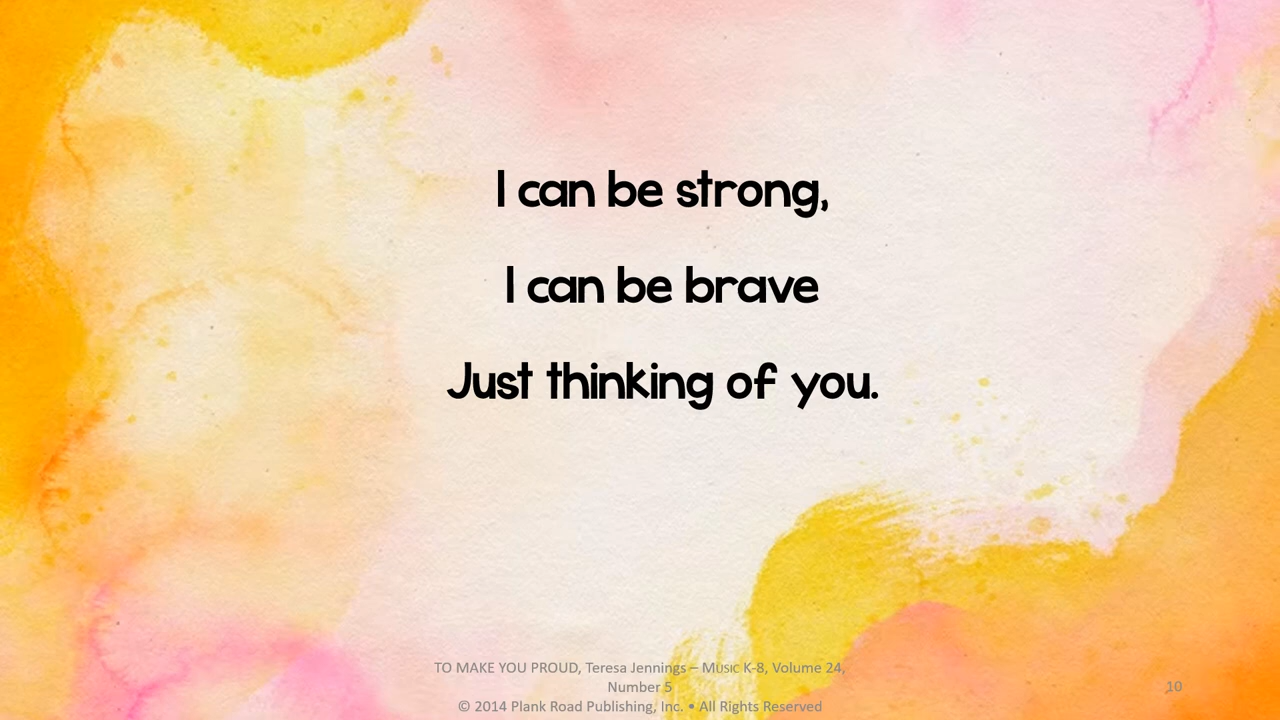 I can be strong,
I can be brave
Just thinking of you.
TO MAKE YOU PROUD, Teresa Jennings – MUSIC K-8, Volume 24,
Number 5
© 2014 Plank Road Publishing, Inc. • All Rights Reserved
10